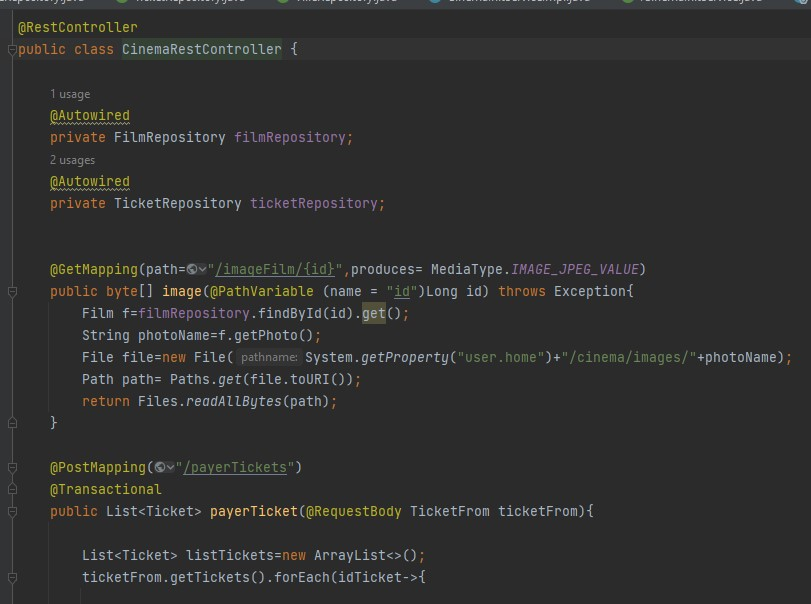 @RestController
public class CinemaRestController {
1 usage
@Autowired
private FilmRepository filmRepository;
2 usages
@Autowired
private TicketRepository ticketRepository;
@GetMapping(path="/imageFilm/{id}",produces= MediaType.IMAGE_JPEG_VALUE)
public byte[] image(@PathVariable (name = "id")Long id) throws Exception{
Film f=filmRepository.findById(id).get();
String photoName=f.getPhoto();
File file=new File( pathname: System.getProperty("user.home")+"/cinema/images/"+photoName);
Path path= Paths.get(file.toURI());
return Files.readAllBytes(path);
}
@PostMapping("/payerTickets")
@Transactional
public List<Ticket> payerTicket(@RequestBody TicketFrom ticketFrom){
List<Ticket> listTickets=new ArrayList<>();
ticketFrom.getTickets().forEach(idTicket->{